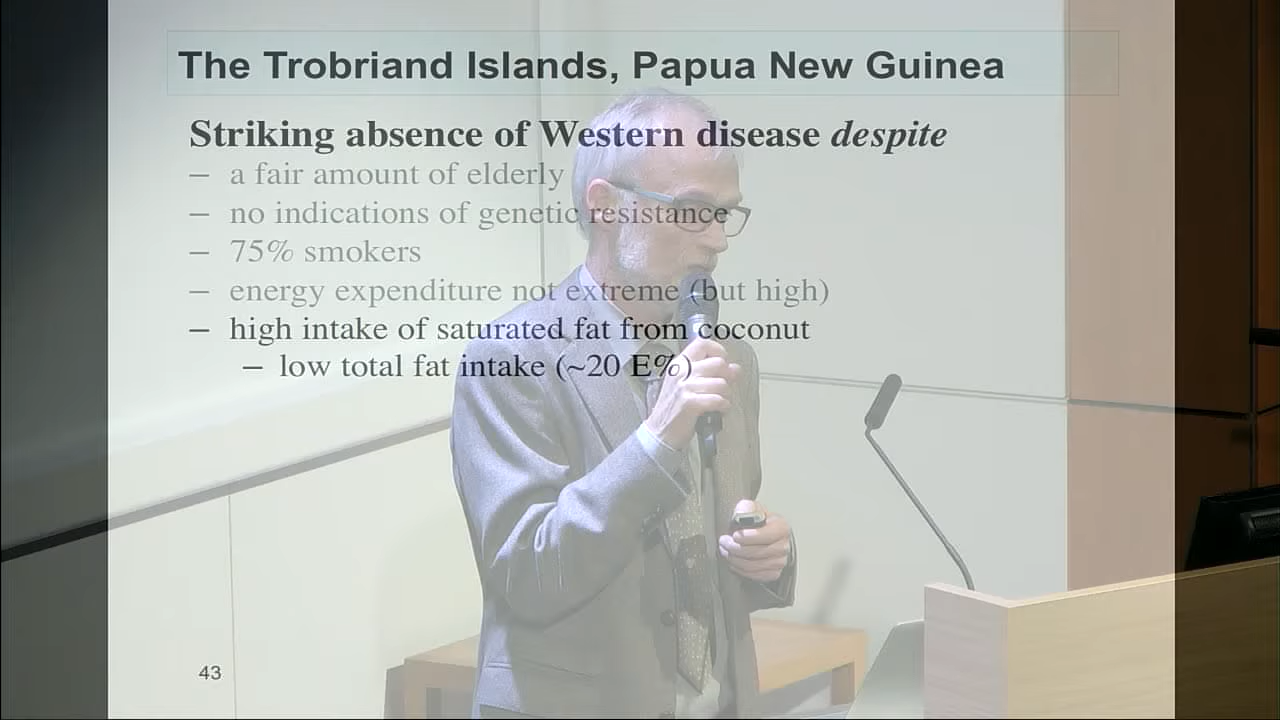 The Trobriand Islands, Papua New Guinea
Striking absence of Western disease despite
– a fair amount of elderly
– no indications of genetic resistance
– 75% smokers
– energy expenditure not extreme (but high)
– high intake of saturated fat from coconut
– low total fat intake (~20 E%)
43